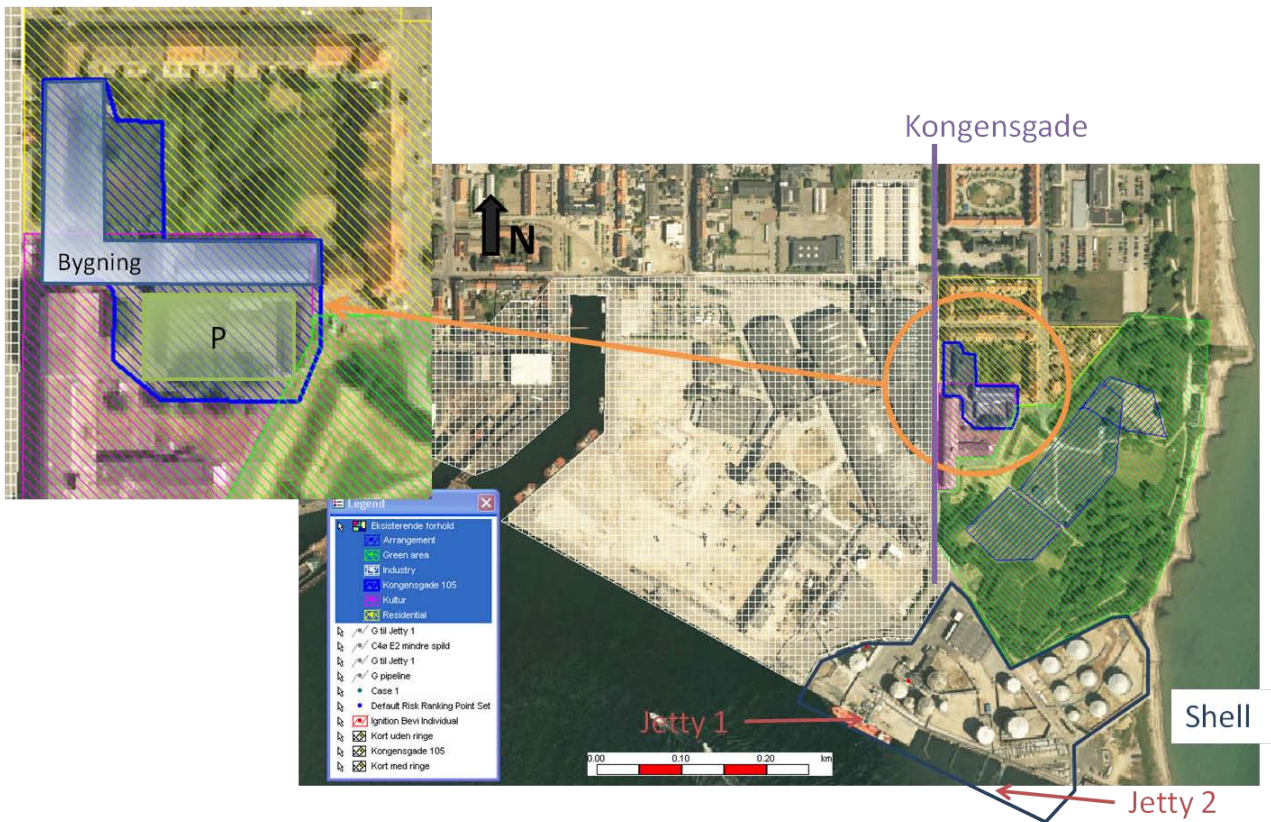 Kongensgade
N
Bygning
P
Legend
Eksisterende forhold
Arrangement
Green area
Industry
Kongensgade 105
Kultur
Residential
G til Jetty 1
C4ø E2 mindre spild
G til Jetty 1
G pipeline
Case 1
Default Risk Ranking Point Set
Ignition Bevi Individual
Kort uden ringe
Kongensgade 105
Kort med ringe
Jetty 1
Shell
0.00 0.10 0.20 km
Jetty 2